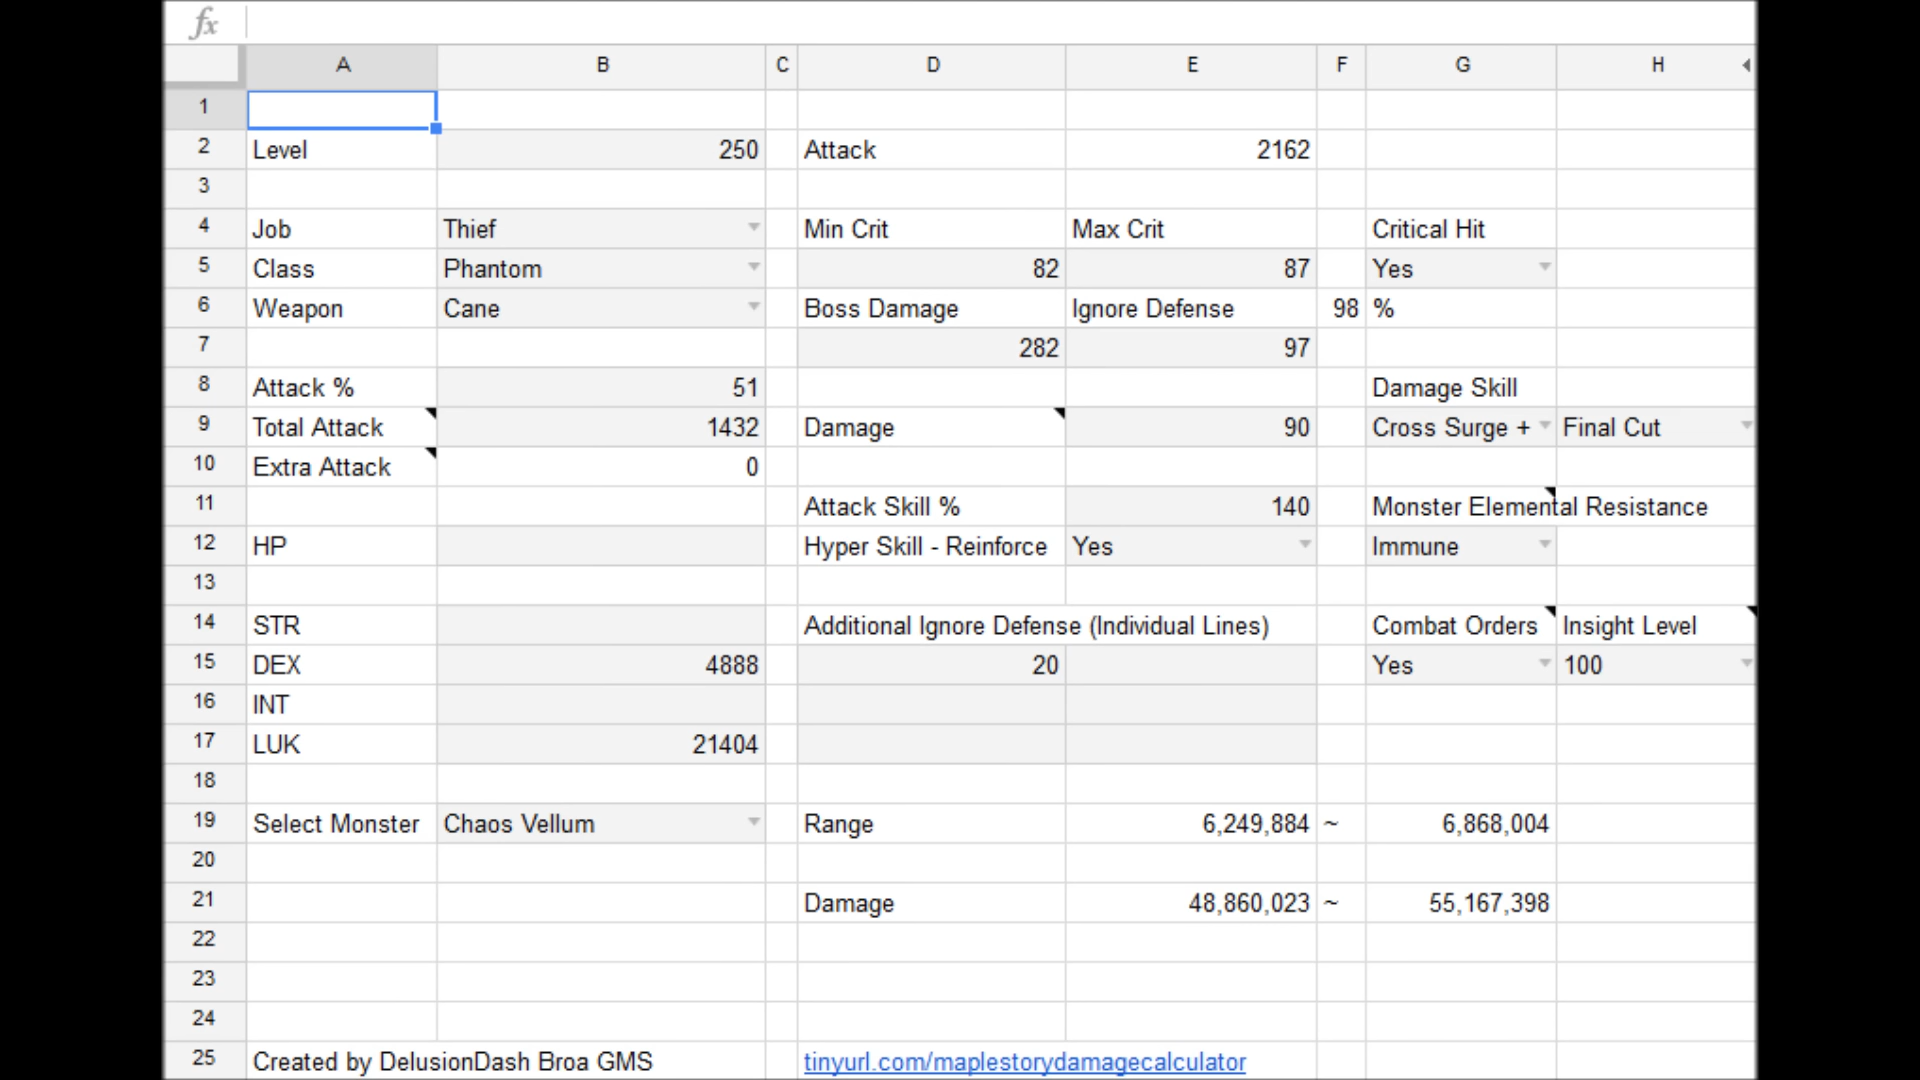 fx
A B C D E F G H
1
2 Level 250 Attack 2162
3
4 Job Thief Min Crit Max Crit Critical Hit
5 Class Phantom 82 87 Yes
6 Weapon Cane Boss Damage Ignore Defense 98 %
7 282 97
8 Attack % 51 Damage Skill
9 Total Attack 1432 Damage 90 Cross Surge + Final Cut
10 Extra Attack 0
11 Attack Skill % 140 Monster Elemental Resistance
12 HP Hyper Skill - Reinforce Yes Immune
13
14 STR Additional Ignore Defense (Individual Lines) Combat Orders Insight Level
15 DEX 4888 20 Yes 100
16 INT
17 LUK 21404
18
19 Select Monster Chaos Vellum Range 6,249,884 ~ 6,868,004
20
21 Damage 48,860,023 ~ 55,167,398
22
23
24
25 Created by DelusionDash Broa GMS tinyurl.com/maplestorydamagecalculator